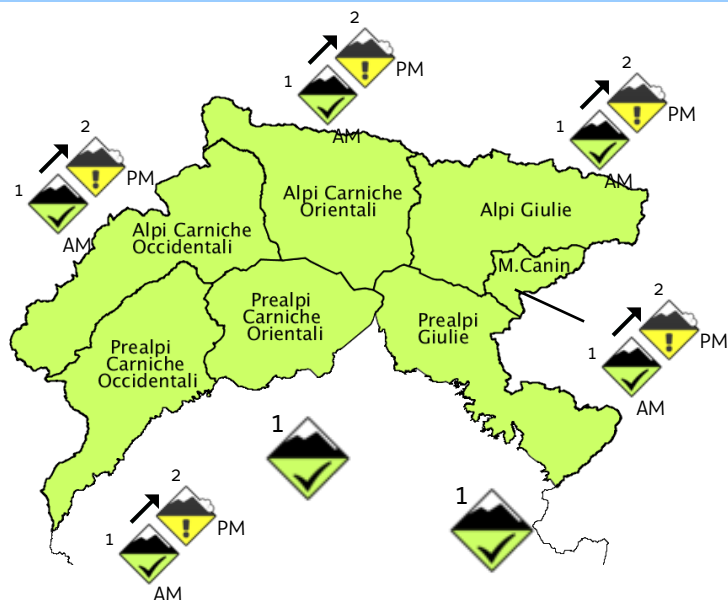 2
1
PM
AM
2
1
PM
AM
2
1
PM
AM
Alpi Carniche
Orientali
Alpi Giulie
Alpi Carniche
Occidentali
M.Canin
Prealpi
Carniche
Orientali
Prealpi
Giulie
Prealpi
Carniche
Occidentali
2
1
PM
AM
1
1
2
1
PM
AM